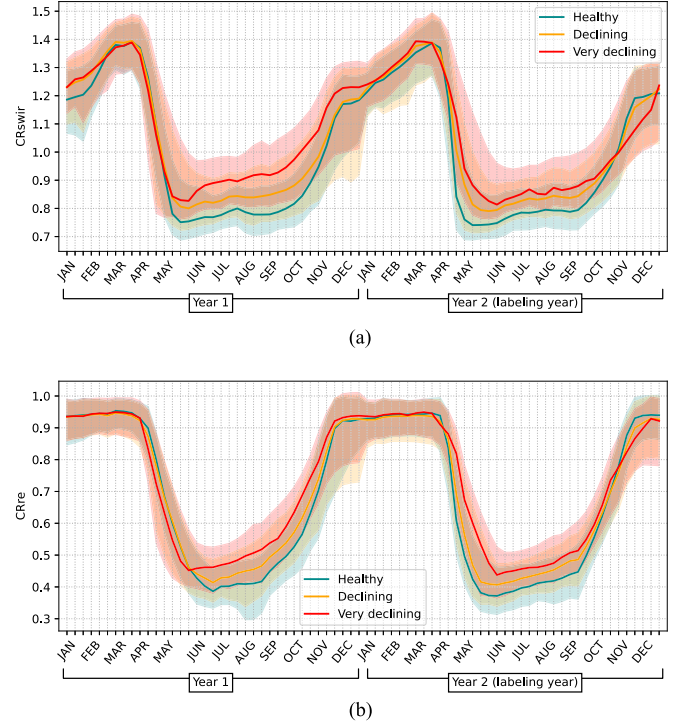 1.5
1.4
1.3
1.2
1.1
1.0
0.9
0.8
0.7
CRswir
Healthy
Declining
Very declining
JAN FEB MAR APR MAY JUN JUL AUG SEP OCT NOV DEC JAN FEB MAR APR MAY JUN JUL AUG SEP OCT NOV DEC
Year 1 Year 2 (labeling year)
(a)
1.0
0.9
0.8
0.7
0.6
0.5
0.4
0.3
CRre
Healthy
Declining
Very declining
JAN FEB MAR APR MAY JUN JUL AUG SEP OCT NOV DEC JAN FEB MAR APR MAY JUN JUL AUG SEP OCT NOV DEC
Year 1 Year 2 (labeling year)
(b)